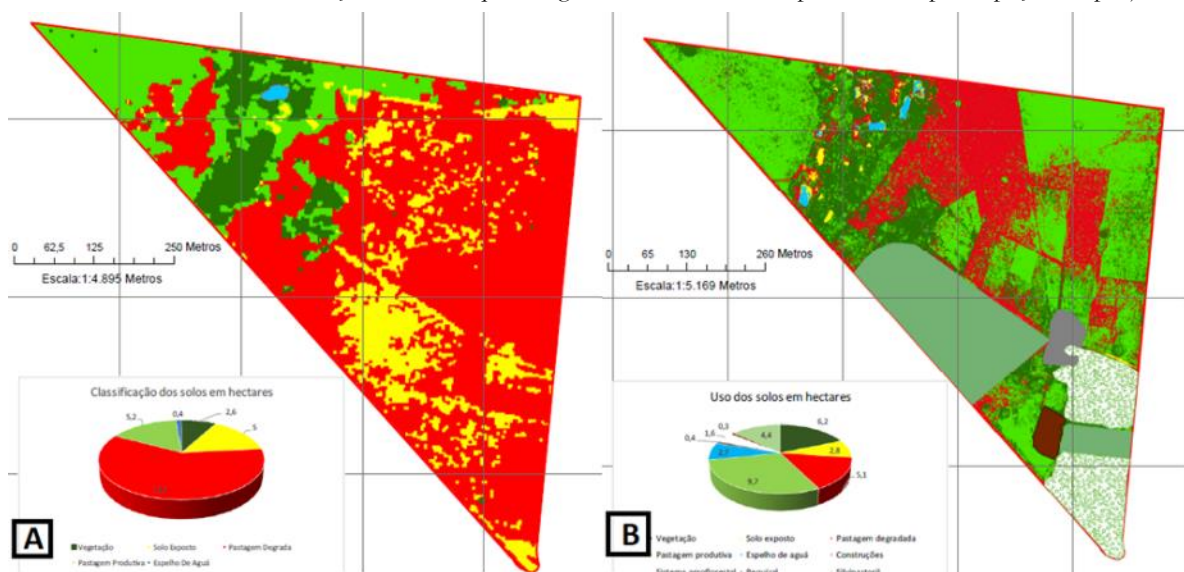 0 62,5 125 250 Metros
Escala:1:4.895 Metros
Classificação dos solos em hectares
0,4
2,6
5,2
5
Vegetação Solo Exposto Pastagem Degrada
Pastagem Produtiva Espelho De Aguá
A
0 65 130 260 Metros
Escala:1:5.169 Metros
Uso dos solos em hectares
0,3
4,4
6,2
1,6
0,4
2,8
2,7
5,1
9,7
Vegetação Solo exposto Pastagem degradada
Pastagem produtiva Espelho de aguá Construções
B